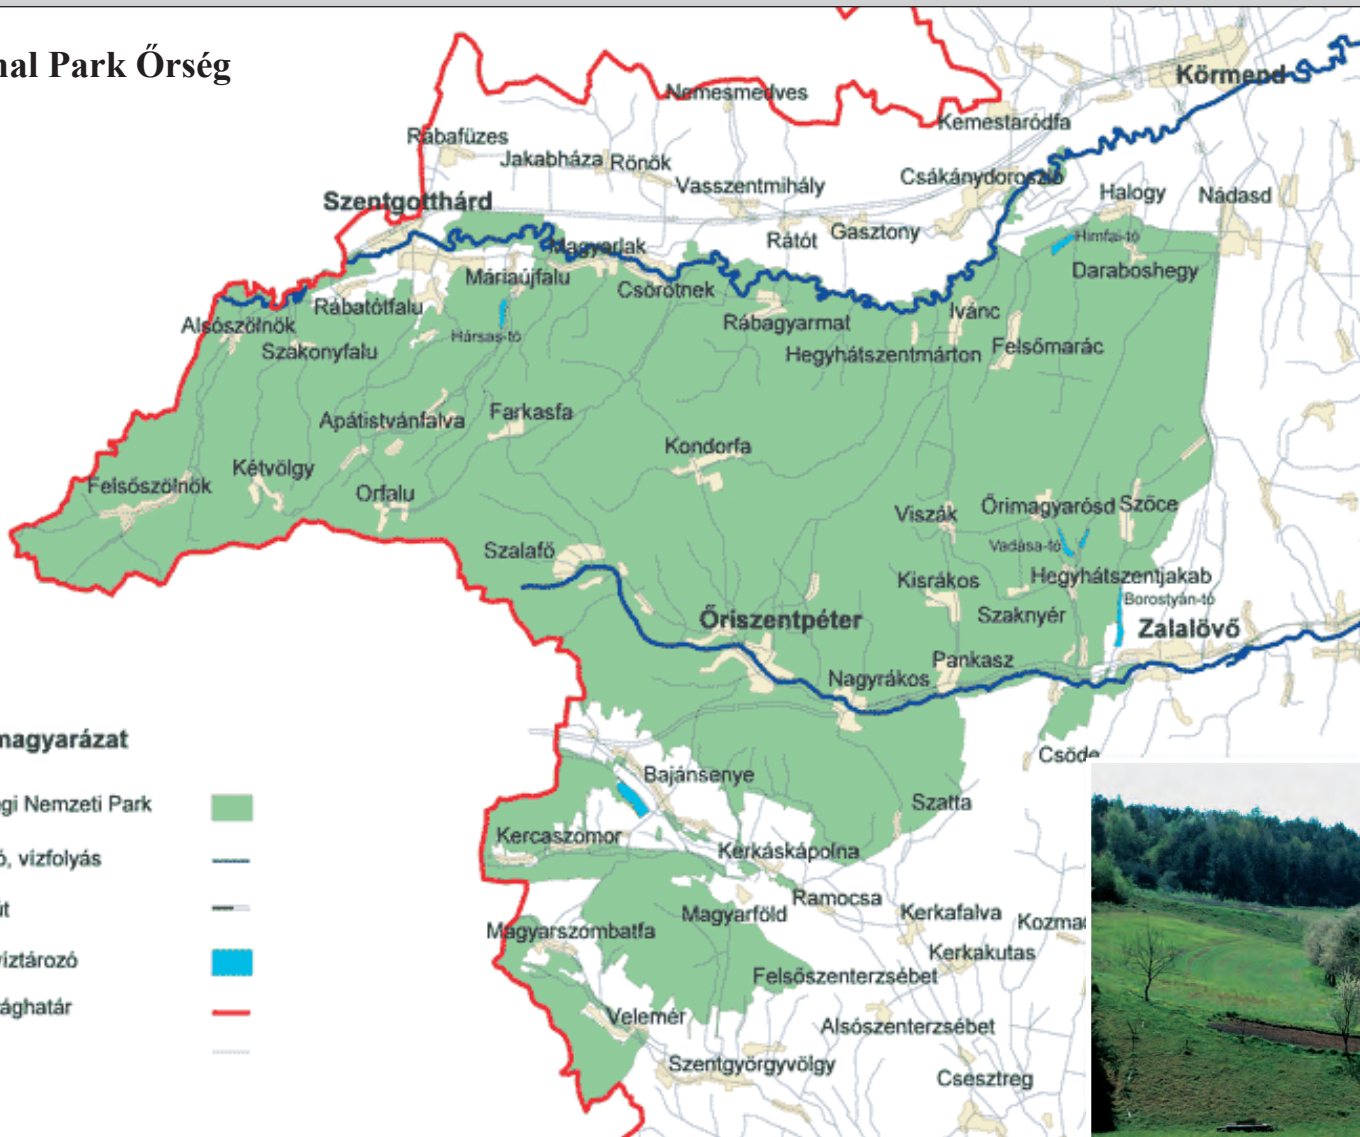 nal Park Őrség
Körmend
Nemesmedves
Kemestaródfa
Rábafüzes
Jakabháza
Rönök
Vasszentmihály
Csákánydoroszló
Halogy
Nádasd
Szentgotthárd
Rátót
Gasztony
Himfai-tó
Magyarlak
Daraboshegy
Máriaújfalu
Csörötnek
Rábatótfalu
Alsószölnök
Rábagyarmat
Ivánc
Hársas-tó
Szakonyfalu
Hegyhátszentmárton
Felsőmarác
Apátistvánfalva
Farkasfa
Kondorfa
Kétvölgy
Felsőszölnök
Orfalu
Viszák
Őrimagyarósd
Szőce
Szalafő
Vadása-tó
Kisrákos
Hegyhátszentjakab
Borostyán-tó
Szaknyér
Őriszentpéter
Zalalövő
Pankasz
Nagyrákos
Csöde
Bajánsenye
Szatta
Kercaszomor
Kerkáskápolna
Ramocsa
Magyarföld
Kerkafalva
Kozma
Magyarszombatfa
Kerkakutas
Felsőszenterzsébet
Velemér
Alsószenterzsébet
Szentgyörgyvölgy
Csesztreg
magyarázat
gi Nemzeti Park
ó, vízfolyás
út
víztározó
ághatár